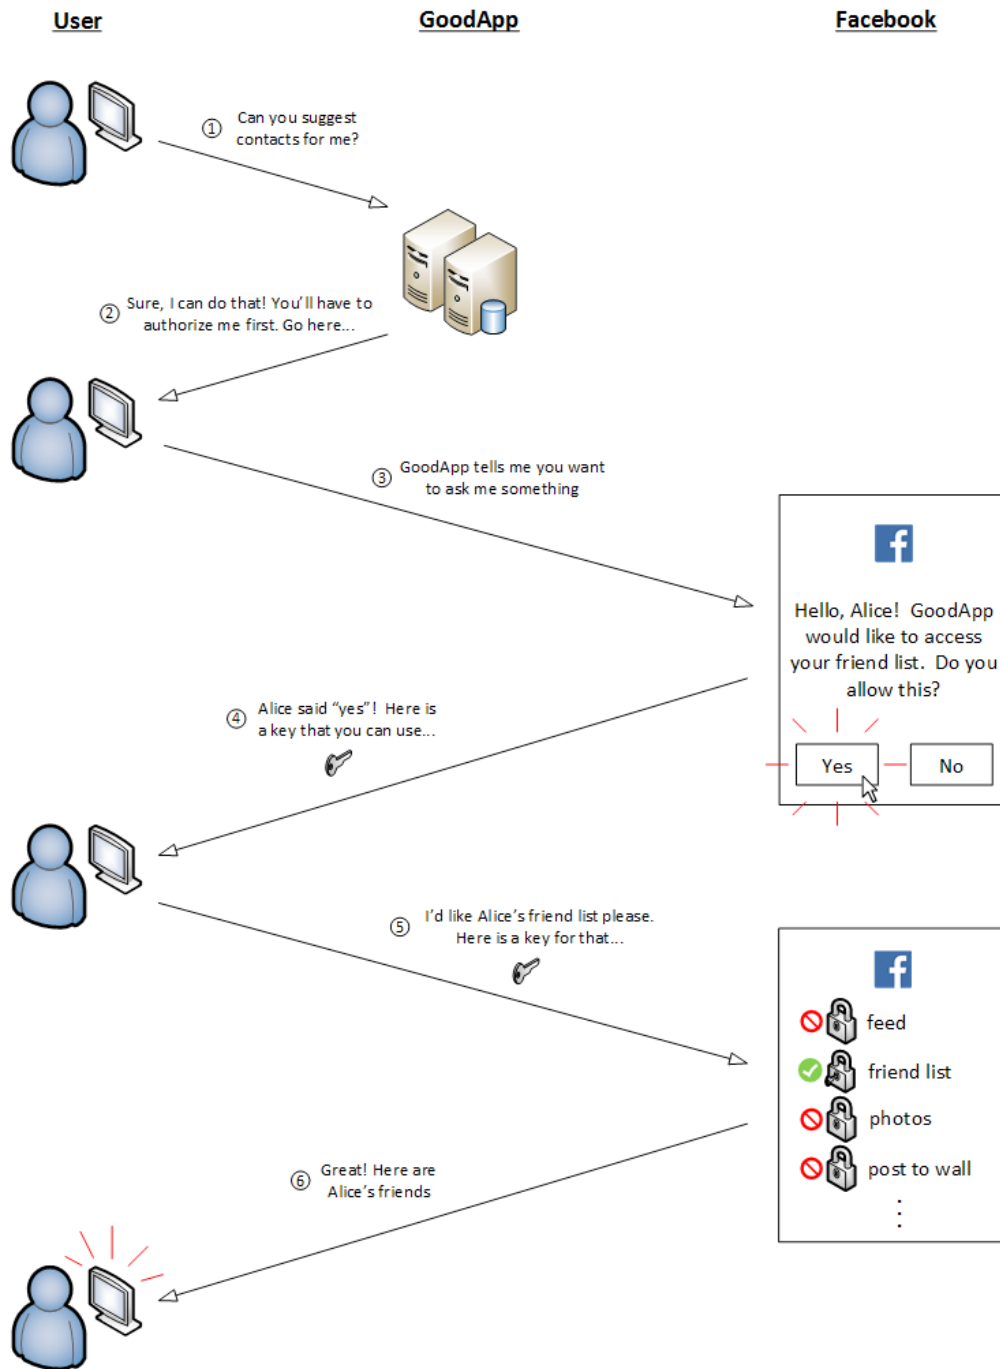 User
GoodApp
Facebook
① Can you suggest
contacts for me?
② Sure, I can do that! You'll have to
authorize me first. Go here...
③ GoodApp tells me you want
to ask me something
f
Hello, Alice! GoodApp
would like to access
your friend list. Do you
allow this?
Yes
No
④ Alice said "yes"! Here is
a key that you can use...
⑤ I'd like Alice's friend list please.
Here is a key for that...
f
feed
friend list
photos
post to wall
⋮
⑥ Great! Here are
Alice's friends